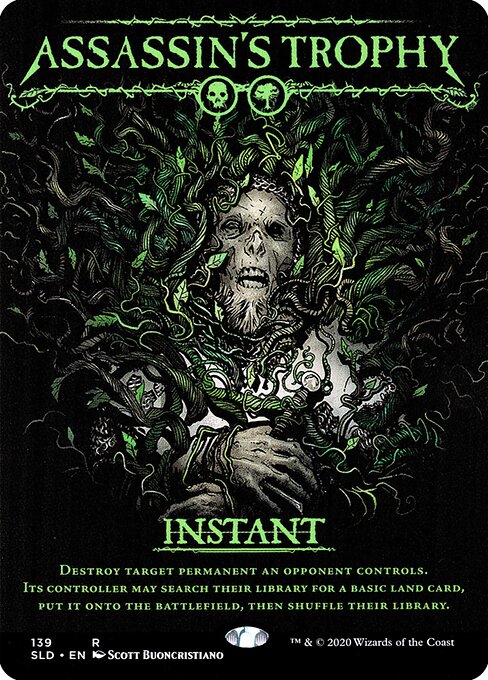 ASSASSIN'S TROPHY
INSTANT
DESTROY TARGET PERMANENT AN OPPONENT CONTROLS.
ITS CONTROLLER MAY SEARCH THEIR LIBRARY FOR A BASIC LAND CARD,
PUT IT ONTO THE BATTLEFIELD, THEN SHUFFLE THEIR LIBRARY.
139 R ™ & © 2020 Wizards of the Coast
SLD • EN SCOTT BUONCRISTIANO